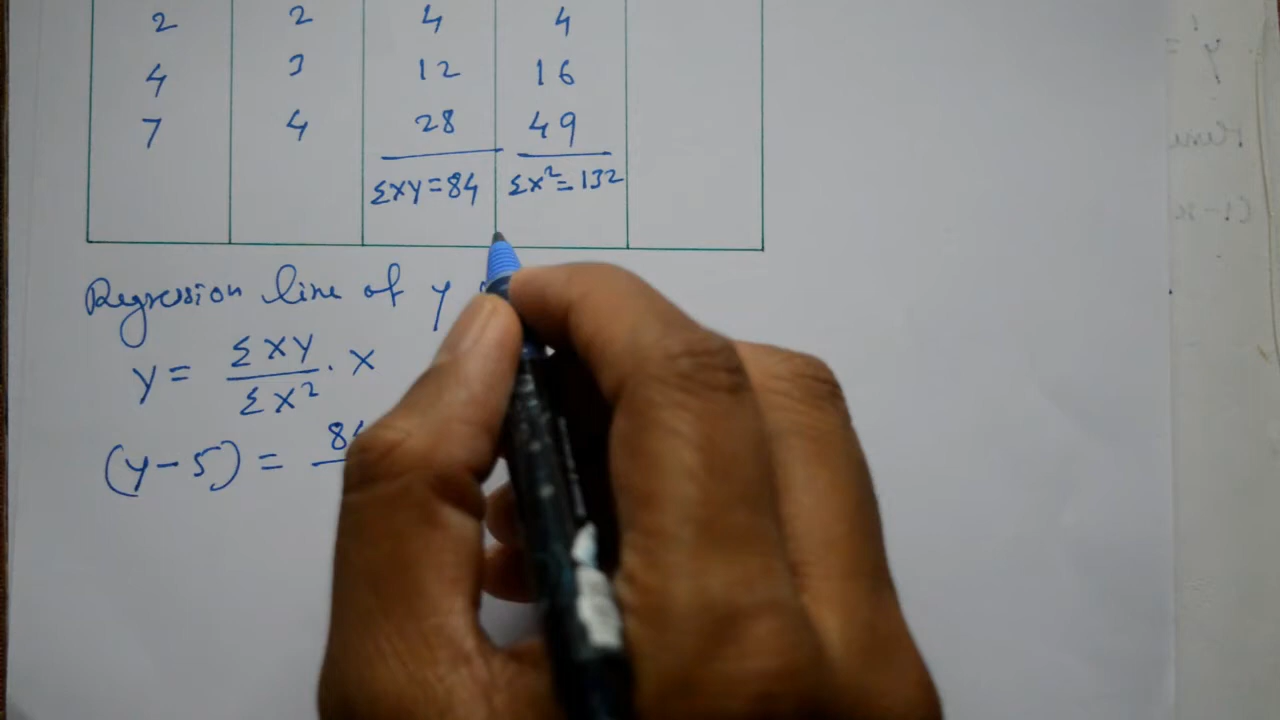 2 2 4 4
4 3 12 16
7 4 28 49
ΣXY=84 Σx²=132
Regression line of y
y = ΣXY/Σx² . x
(y-5) = 84